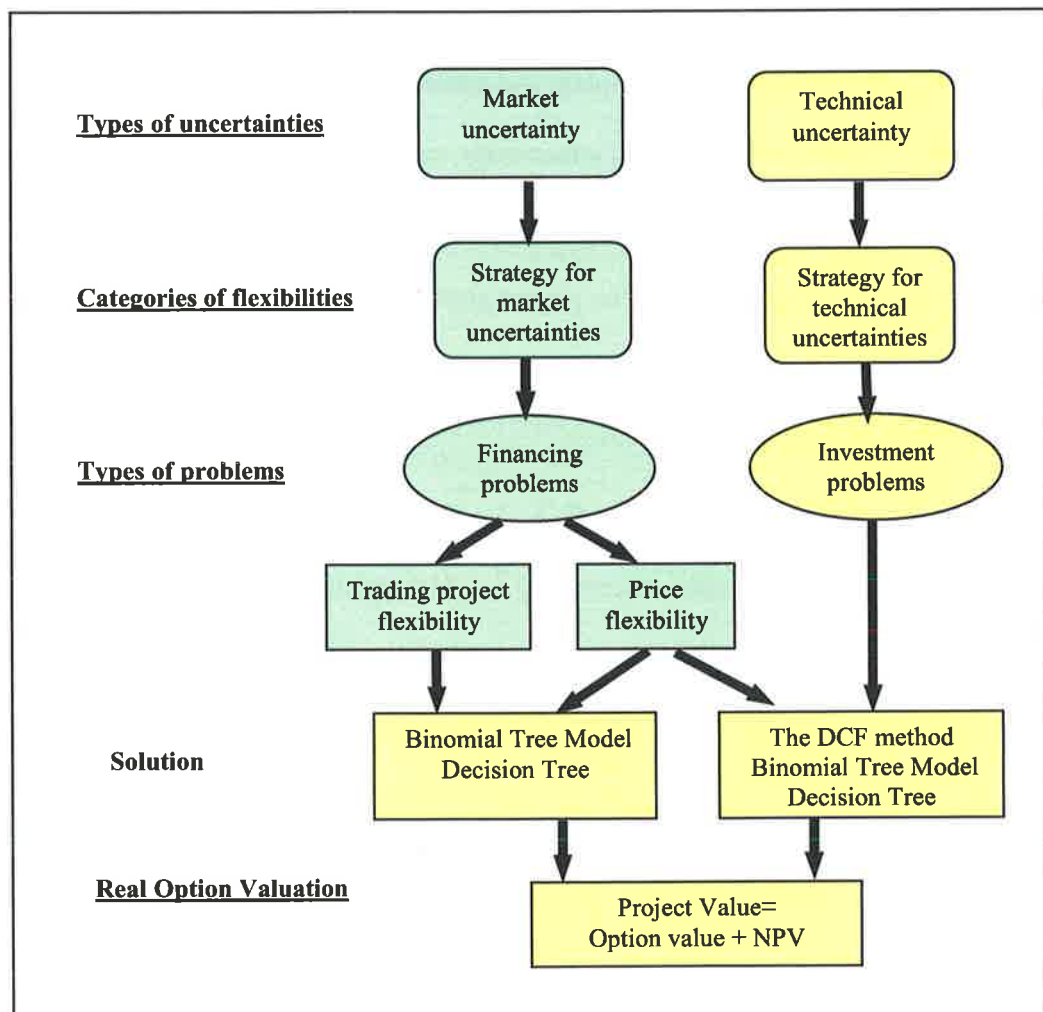 Types of uncertainties
Market
uncertainty
Technical
uncertainty
Categories of flexibilities
Strategy for
market
uncertainties
Strategy for
technical
uncertainties
Types of problems
Financing
problems
Investment
problems
Trading project
flexibility
Price
flexibility
Solution
Binomial Tree Model
Decision Tree
The DCF method
Binomial Tree Model
Decision Tree
Real Option Valuation
Project Value=
Option value + NPV